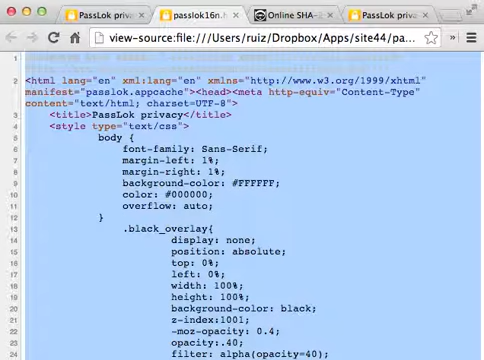 PassLok priva
passlok16n.h
Online SHA-
PassLok priva
view-source:file:///Users/ruiz/Dropbox/Apps/site44/pa
1
2 <html lang="en" xml:lang="en" xmlns="http://www.w3.org/1999/xhtml"
manifest="passlok.appcache"><head><meta http-equiv="Content-Type"
content="text/html; charset=UTF-8">
3 <title>PassLok privacy</title>
4 <style type="text/css">
5 body {
6 font-family: Sans-Serif;
7 margin-left: 1%;
8 margin-right: 1%;
9 background-color: #FFFFFF;
10 color: #000000;
11 overflow: auto;
12 }
13 .black_overlay{
14 display: none;
15 position: absolute;
16 top: 0%;
17 left: 0%;
18 width: 100%;
19 height: 100%;
20 background-color: black;
21 z-index:1001;
22 -moz-opacity: 0.4;
23 opacity:.40;
24 filter: alpha(opacity=40);